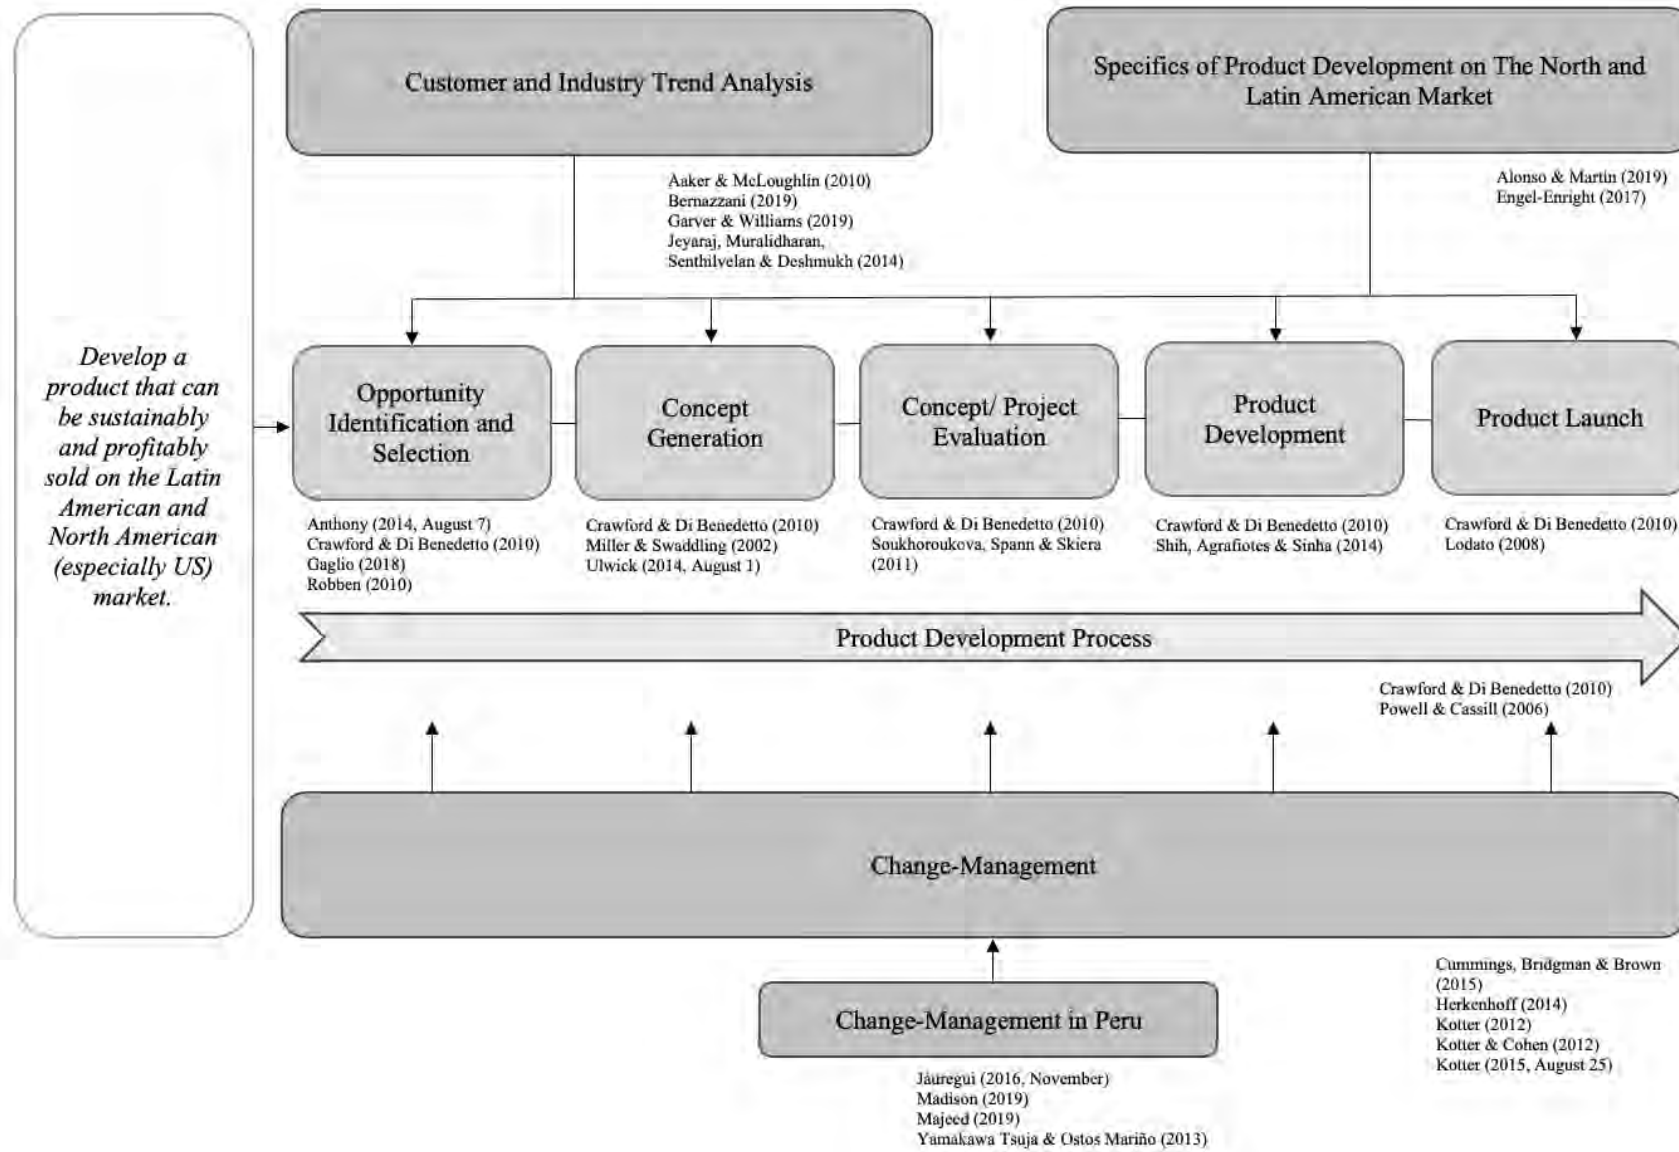 Customer and Industry Trend Analysis
Specifics of Product Development on The North and
Latin American Market
Aaker & McLoughlin (2010)
Bernazzani (2019)
Garver & Williams (2019)
Jeyaraj, Muralidharan,
Senthilvelan & Deshmukh (2014)
Alonso & Martin (2019)
Engel-Enright (2017)
Develop a
product that can
be sustainably
and profitably
sold on the Latin
American and
North American
(especially US)
market.
Opportunity
Identification and
Selection
Concept
Generation
Concept/ Project
Evaluation
Product
Development
Product Launch
Anthony (2014, August 7)
Crawford & Di Benedetto (2010)
Gaglio (2018)
Robben (2010)
Crawford & Di Benedetto (2010)
Miller & Swaddling (2002)
Ulwick (2014, August 1)
Crawford & Di Benedetto (2010)
Soukhoroukova, Spann & Skiera
(2011)
Crawford & Di Benedetto (2010)
Shih, Agrafiotes & Sinha (2014)
Crawford & Di Benedetto (2010)
Lodato (2008)
Product Development Process
Crawford & Di Benedetto (2010)
Powell & Cassill (2006)
Change-Management
Cummings, Bridgman & Brown
(2015)
Herkenhoff (2014)
Kotter (2012)
Kotter & Cohen (2012)
Kotter (2015, August 25)
Change-Management in Peru
Jáuregui (2016, November)
Madison (2019)
Majeed (2019)
Yamakawa Tsuja & Ostos Mariño (2013)